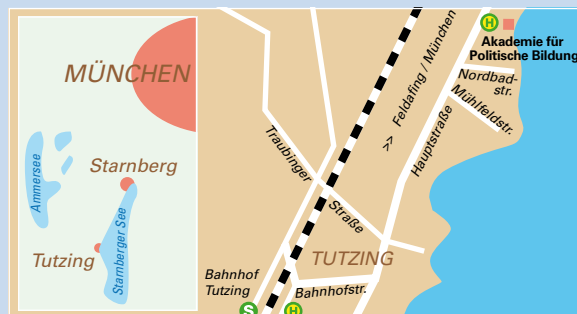 MÜNCHEN
Starnberg
Ammersee
Starnberger See
Tutzing
H
Akademie für
Politische Bildung
Nordbad-
str.
Mühlfeldstr.
>> Feldafing / München
Hauptstraße
Traubinger
Straße
TUTZING
Bahnhof
Tutzing
Bahnhofstr.
S
H